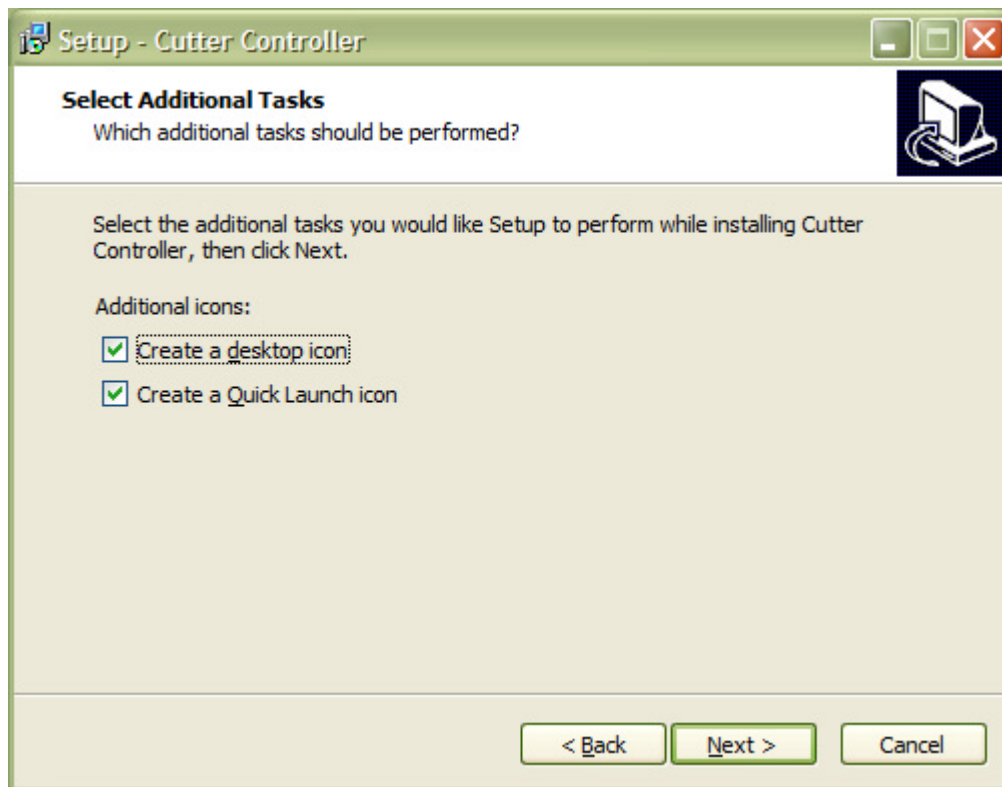 Setup - Cutter Controller
Select Additional Tasks
Which additional tasks should be performed?
Select the additional tasks you would like Setup to perform while installing Cutter
Controller, then click Next.
Additional icons:
Create a desktop icon
Create a Quick Launch icon
< Back Next > Cancel